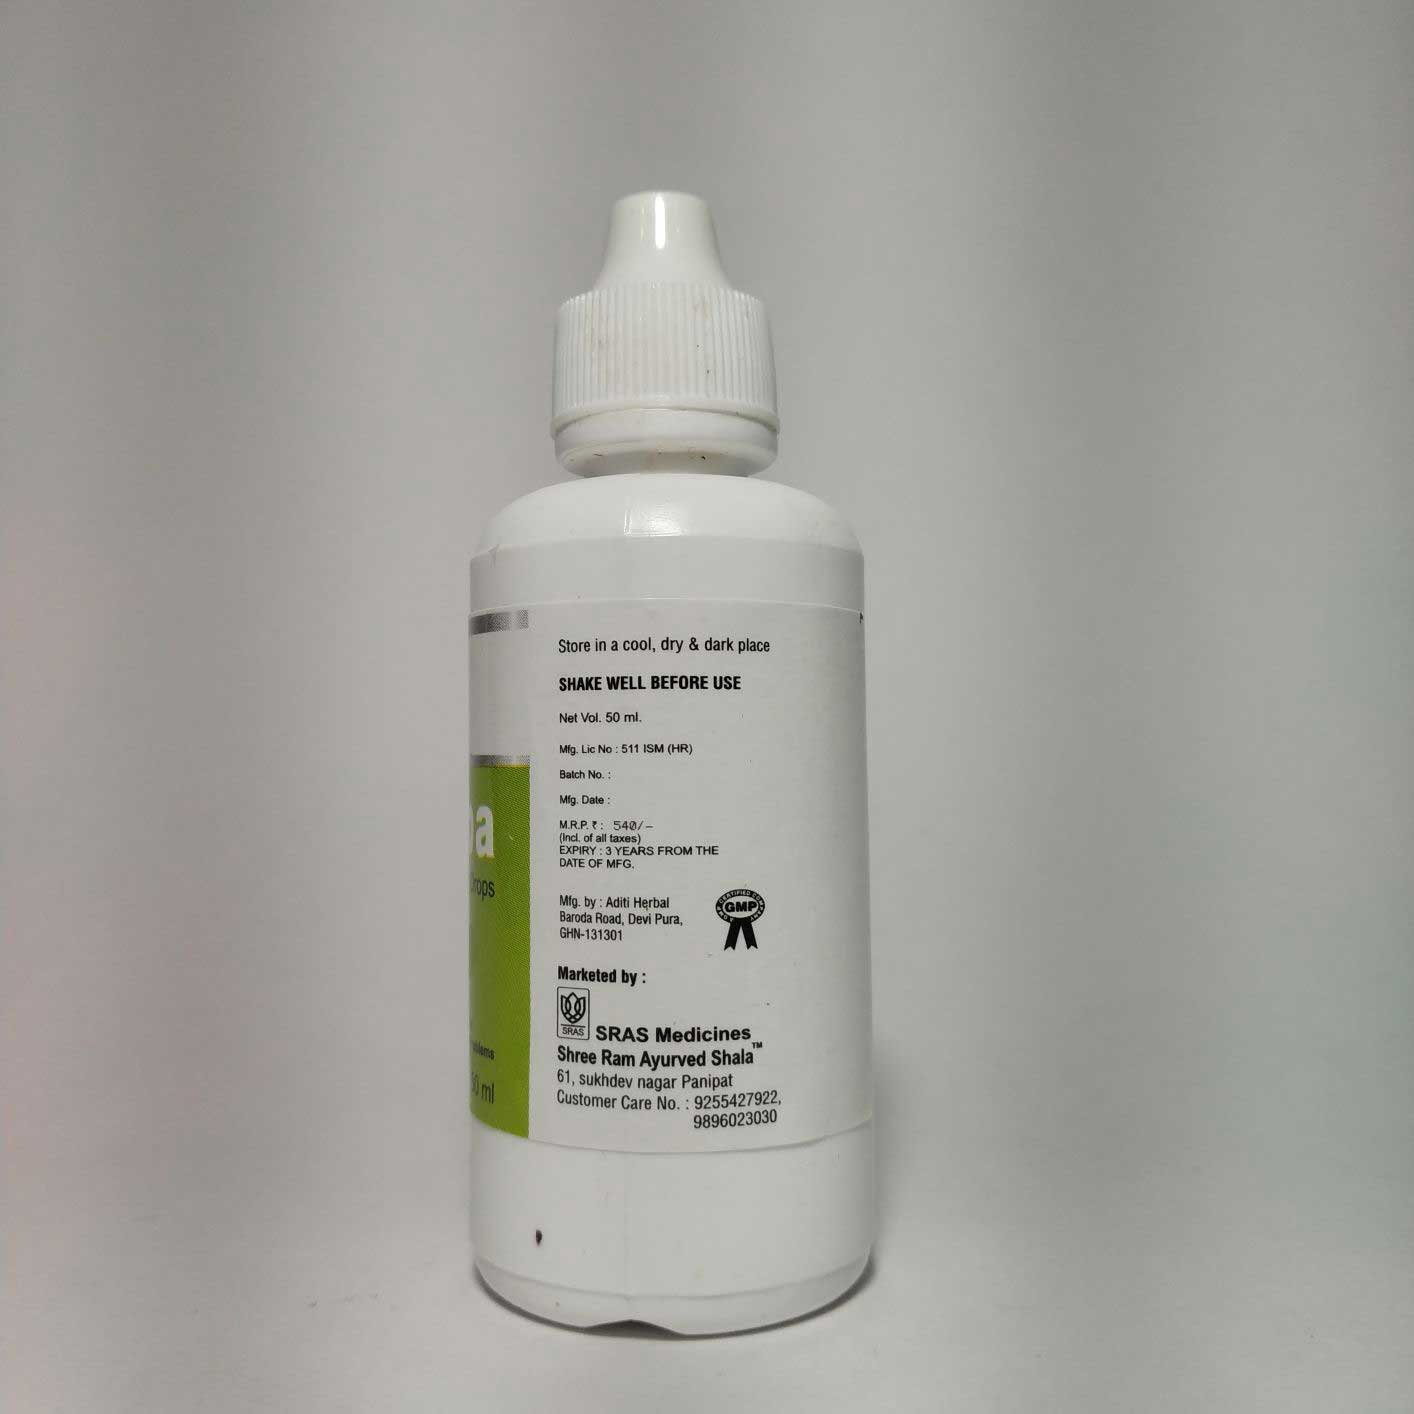 Store in a cool, dry & dark place
SHAKE WELL BEFORE USE
Net Vol. 50 ml.
Mfg. Lic No : 511 ISM (HR)
Batch No. :
Mfg. Date :
M.R.P. ₹ : 540/-
(Incl. of all taxes)
EXPIRY : 3 YEARS FROM THE
DATE OF MFG.
Mfg. by : Aditi Herbal
Baroda Road, Devi Pura,
GHN-131301
GMP
Marketed by :
SRAS
SRAS Medicines
Shree Ram Ayurved Shala™
61, sukhdev nagar Panipat
Customer Care No. : 9255427922,
9896023030
ml